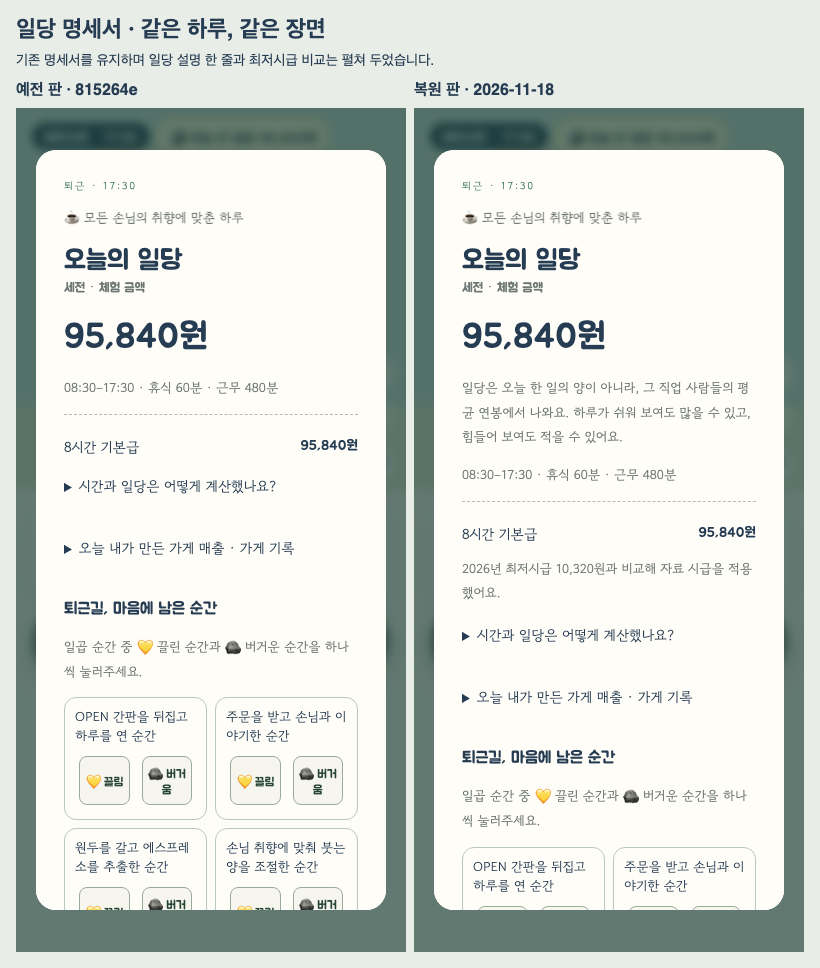 일당 명세서 · 같은 하루, 같은 장면
기존 명세서를 유지하며 일당 설명 한 줄과 최저시급 비교는 펼쳐 두었습니다.
예전 판 · 815264e
퇴근 · 17:30
☕ 모든 손님의 취향에 맞춘 하루
오늘의 일당
세전 · 체험 금액
95,840원
08:30–17:30 · 휴식 60분 · 근무 480분
8시간 기본급 95,840원
▶ 시간과 일당은 어떻게 계산했나요?
▶ 오늘 내가 만든 가게 매출 · 가게 기록
퇴근길, 마음에 남은 순간
일곱 순간 중 💛 끌린 순간과 🪨 버거운 순간을 하나
씩 눌러주세요.
OPEN 간판을 뒤집고
하루를 연 순간
💛 끌림
🪨 버거
움
주문을 받고 손님과 이
야기한 순간
💛 끌림
🪨 버거
움
원두를 갈고 에스프레
소를 추출한 순간
💛 끌림
🪨 버거
손님 취향에 맞춰 붓는
양을 조절한 순간
💛 끌림
🪨 버거
복원 판 · 2026-11-18
퇴근 · 17:30
☕ 모든 손님의 취향에 맞춘 하루
오늘의 일당
세전 · 체험 금액
95,840원
일당은 오늘 한 일의 양이 아니라, 그 직업 사람들의 평
균 연봉에서 나와요. 하루가 쉬워 보여도 많을 수 있고,
힘들어 보여도 적을 수 있어요.
08:30–17:30 · 휴식 60분 · 근무 480분
8시간 기본급 95,840원
2026년 최저시급 10,320원과 비교해 자료 시급을 적용
했어요.
▶ 시간과 일당은 어떻게 계산했나요?
▶ 오늘 내가 만든 가게 매출 · 가게 기록
퇴근길, 마음에 남은 순간
일곱 순간 중 💛 끌린 순간과 🪨 버거운 순간을 하나
씩 눌러주세요.
OPEN 간판을 뒤집고
하루를 연 순간
주문을 받고 손님과 이
야기한 순간